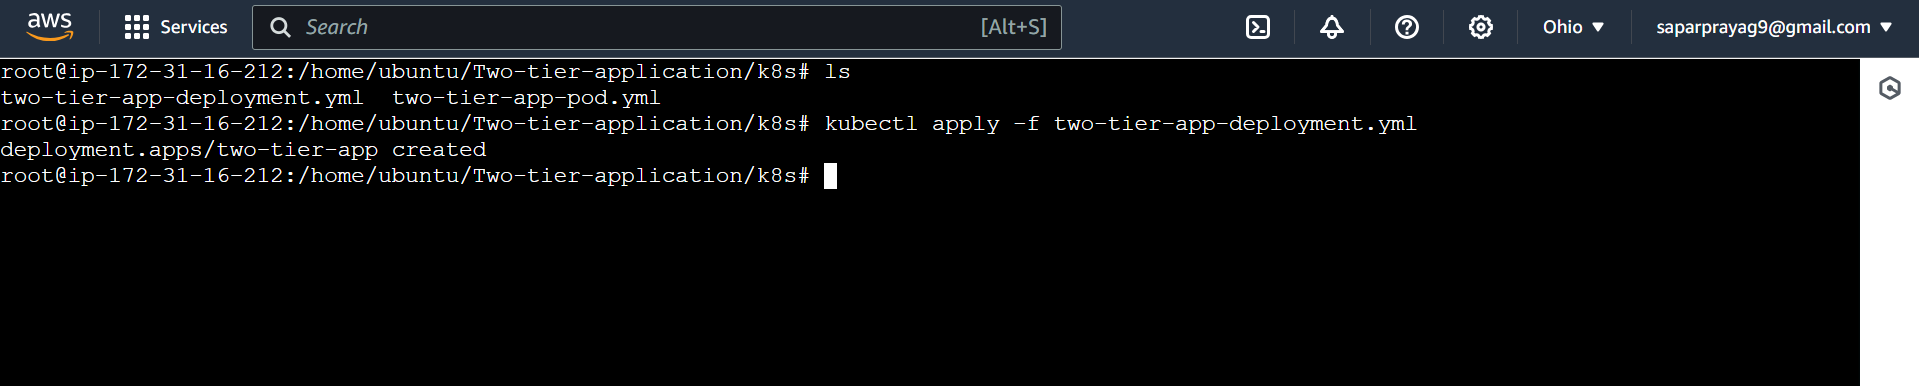 aws Services Search [Alt+S] Ohio saparprayag9@gmail.com
root@ip-172-31-16-212:/home/ubuntu/Two-tier-application/k8s# ls
two-tier-app-deployment.yml  two-tier-app-pod.yml
root@ip-172-31-16-212:/home/ubuntu/Two-tier-application/k8s# kubectl apply -f two-tier-app-deployment.yml
deployment.apps/two-tier-app created
root@ip-172-31-16-212:/home/ubuntu/Two-tier-application/k8s#